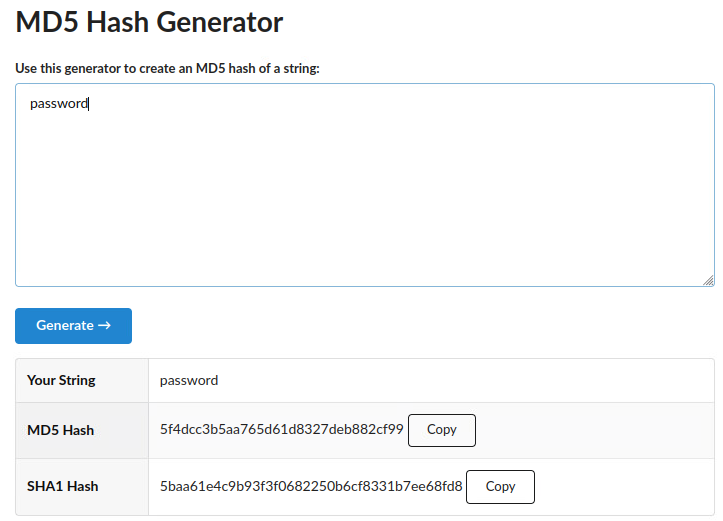 MD5 Hash Generator
Use this generator to create an MD5 hash of a string:
password
Generate →
Your String password
MD5 Hash 5f4dcc3b5aa765d61d8327deb882cf99 Copy
SHA1 Hash 5baa61e4c9b93f3f0682250b6cf8331b7ee68fd8 Copy